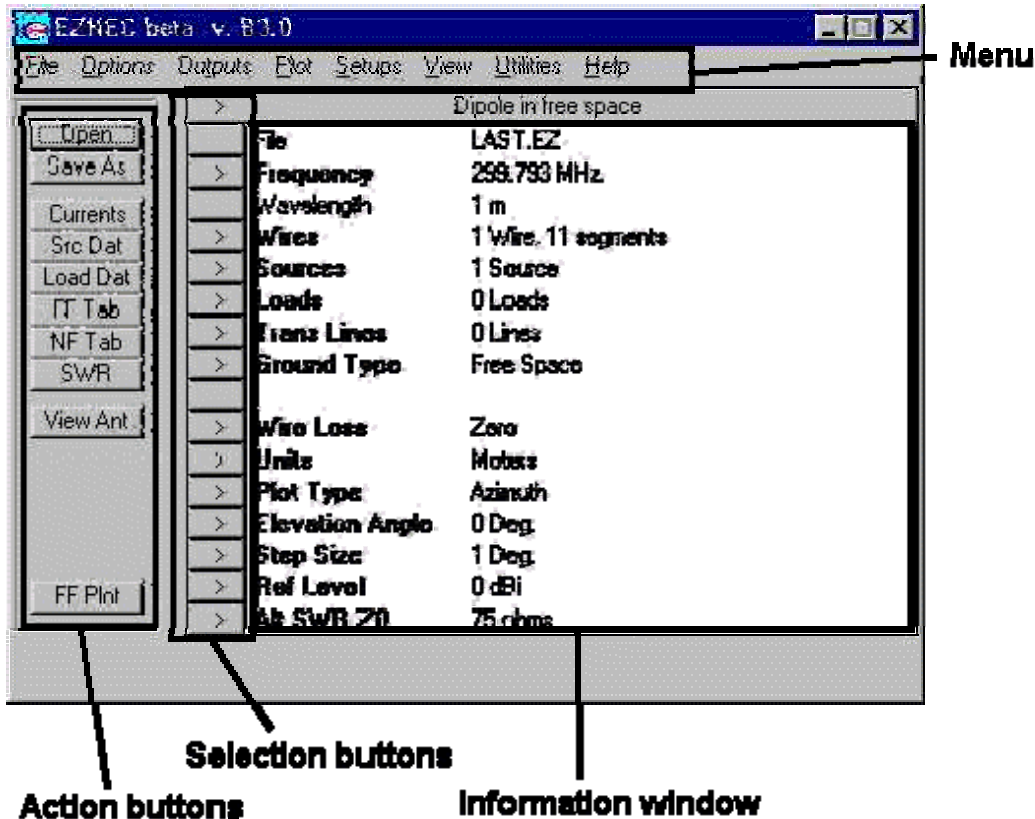 EZNEC beta v. B3.0
File Options Outputs Plot Setups View Utilities Help
Menu
> Dipole in free space
Open
Save As
Currents
Src Dat
Load Dat
FF Tab
NF Tab
SWR
View Ant
FF Plot
File LAST.EZ
> Frequency 299.793 MHz.
Wavelength 1 m
> Wires 1 Wire, 11 segments
> Sources 1 Source
> Loads 0 Loads
> Trans Lines 0 Lines
> Ground Type Free Space
> Wire Loss Zero
> Units Meters
> Plot Type Azimuth
> Elevation Angle 0 Deg.
> Step Size 1 Deg.
> Ref Level 0 dBi
> Alt SWR Z0 75 ohms
Selection buttons
Action buttons
Information window